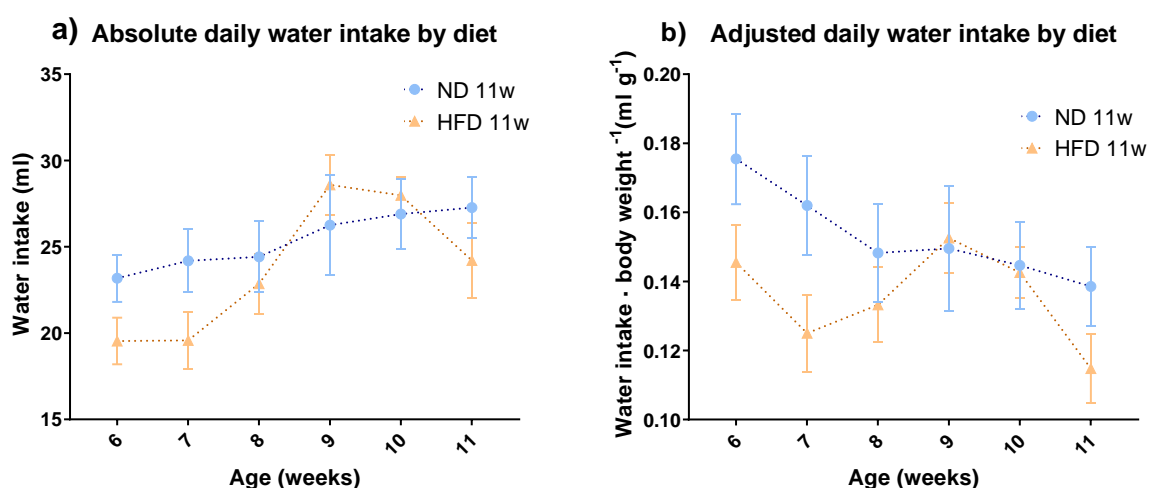 a) Absolute daily water intake by diet
Water intake (ml)
35
30
25
20
15
ND 11w
HFD 11w
6
7
8
9
10
11
Age (weeks)
b) Adjusted daily water intake by diet
Water intake · body weight ⁻¹(ml g⁻¹)
0.20
0.18
0.16
0.14
0.12
0.10
ND 11w
HFD 11w
6
7
8
9
10
11
Age (weeks)